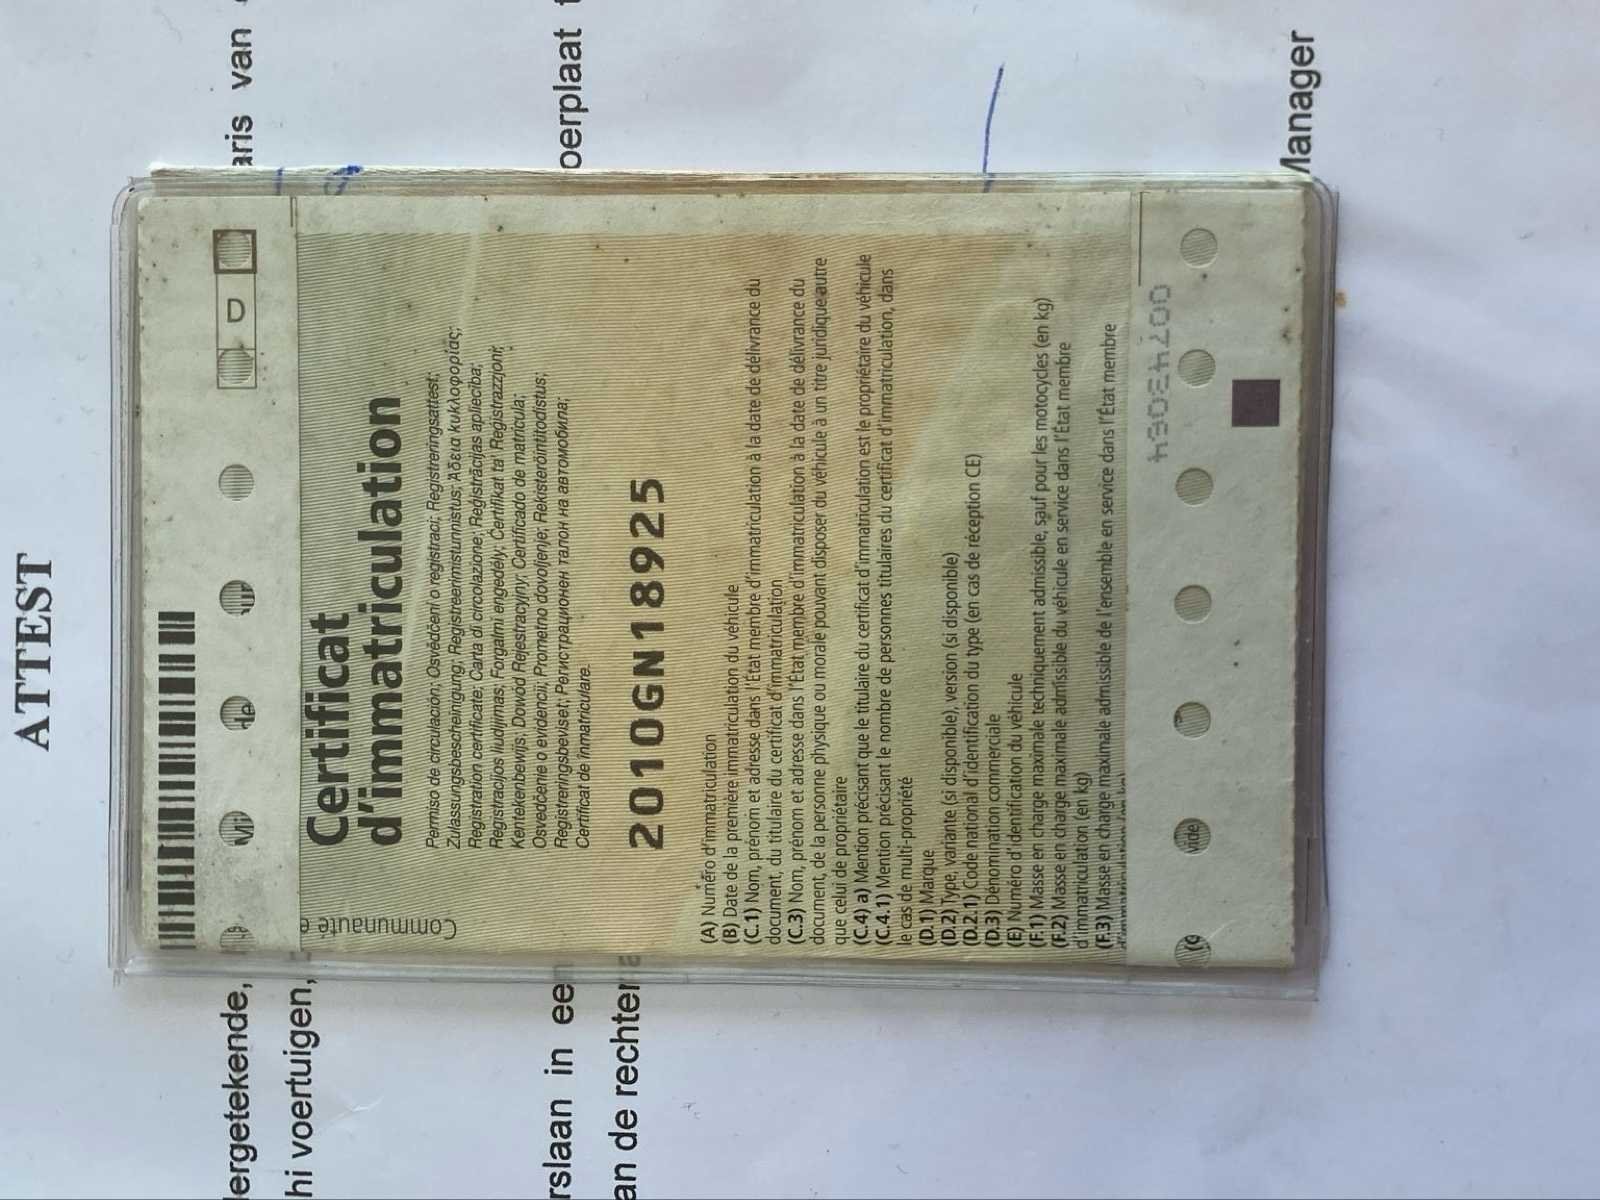 ATTEST
dergetekende,
aris van
hi voertuigen,
rslaan in een
oerplaat
an de rechter
Manager
D
Certificat
d'immatriculation
Communauté e
Permiso de circulación; Osvědčení o registraci; Registreringsattest;
Zulassungsbescheinigung; Registreerimistunnistus; Άδεια κυκλοφορίας;
Registration certificate; Carta di circolazione; Reģistrācijas apliecība;
Registracijos liudijimas; Forgalmi engedély; Ċertifikat ta' Reġistrazzjoni;
Kentekenbewijs; Dowód Rejestracyjny; Certificado de matrícula;
Osvedčenie o evidencii; Prometno dovoljenje; Rekisteröintitodistus;
Registreringsbeviset; Регистрационен талон на автомобила;
Certificat de înmatriculare.
2010GN18925
(A) Numéro d'immatriculation
(B) Date de la première immatriculation du véhicule
(C.1) Nom, prénom et adresse dans l'État membre d'immatriculation à la date de délivrance du
document, du titulaire du certificat d'immatriculation
(C.3) Nom, prénom et adresse dans l'État membre d'immatriculation à la date de délivrance du
document, de la personne physique ou morale pouvant disposer du véhicule à un titre juridique autre
que celui de propriétaire
(C.4) a) Mention précisant que le titulaire du certificat d'immatriculation est le propriétaire du véhicule
(C.4.1) Mention précisant le nombre de personnes titulaires du certificat d'immatriculation, dans
le cas de multi-propriété
(D.1) Marque
(D.2) Type, variante (si disponible), version (si disponible)
(D.2.1) Code national d'identification du type (en cas de réception CE)
(D.3) Dénomination commerciale
(E) Numéro d'identification du véhicule
(F.1) Masse en charge maximale techniquement admissible, sauf pour les motocycles (en kg)
(F.2) Masse en charge maximale admissible du véhicule en service dans l'État membre
d'immatriculation (en kg)
(F.3) Masse en charge maximale admissible de l'ensemble en service dans l'État membre
d'immatriculation (en kg)
00743064
vide